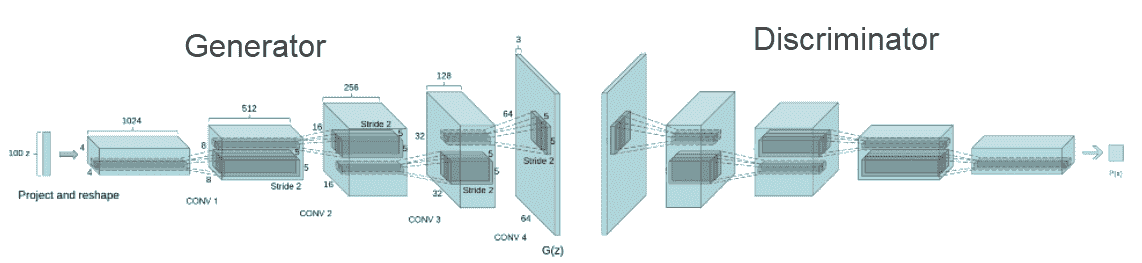 Generator
Discriminator
3
128
256
512
1024
64
5
5
Stride 2
16
5
5
Stride 2
32
5
5
Stride 2
8
5
5
Stride 2
4
4
100 z
8
16
32
64
Project and reshape
CONV 1
CONV 2
CONV 3
CONV 4
G(z)